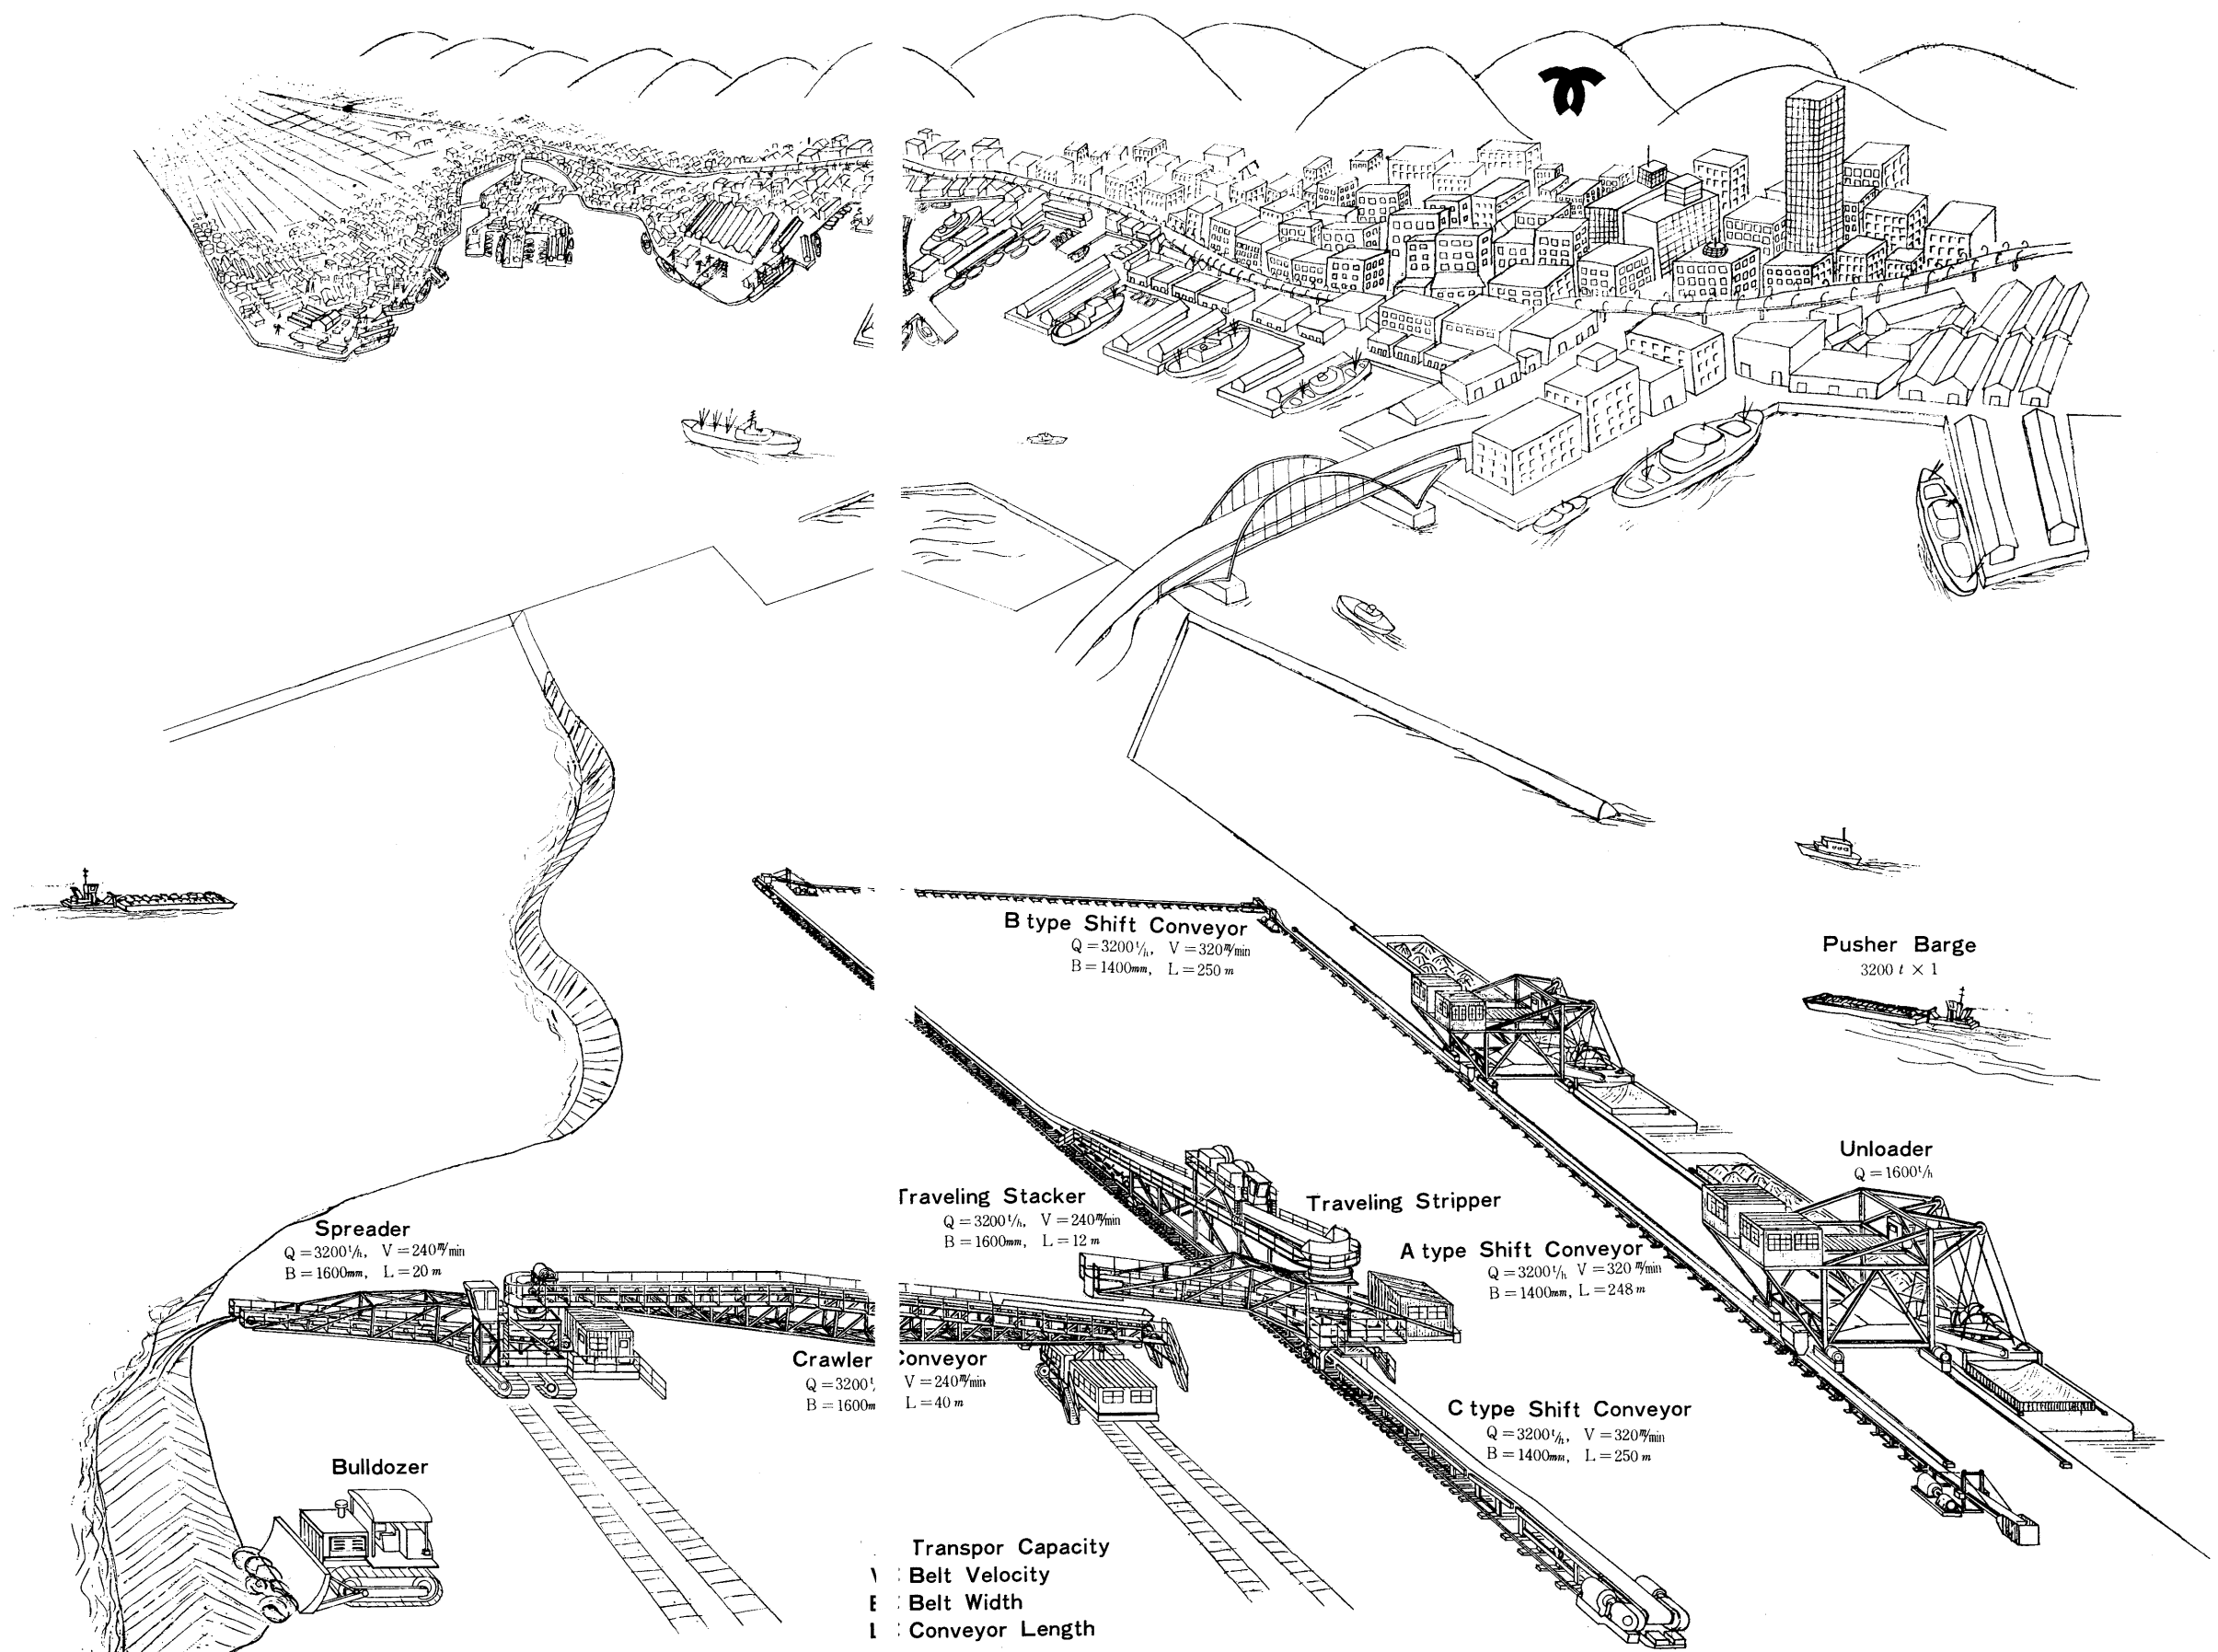 B type Shift Conveyor
Q=3200t/h, V=320m/min
B=1400mm, L=250m
Pusher Barge
3200 t × 1
Unloader
Q=1600t/h
Traveling Stacker
Q=3200t/h, V=240m/min
B=1600mm, L=12m
Traveling Stripper
A type Shift Conveyor
Q=3200t/h V=320m/min
B=1400mm, L=248m
Spreader
Q=3200t/h, V=240m/min
B=1600mm, L=20m
Crawler Conveyor
Q=3200t V=240m/min
B=1600m L=40m
C type Shift Conveyor
Q=3200t/h, V=320m/min
B=1400mm, L=250m
Bulldozer
Transpor Capacity
: Belt Velocity
: Belt Width
: Conveyor Length